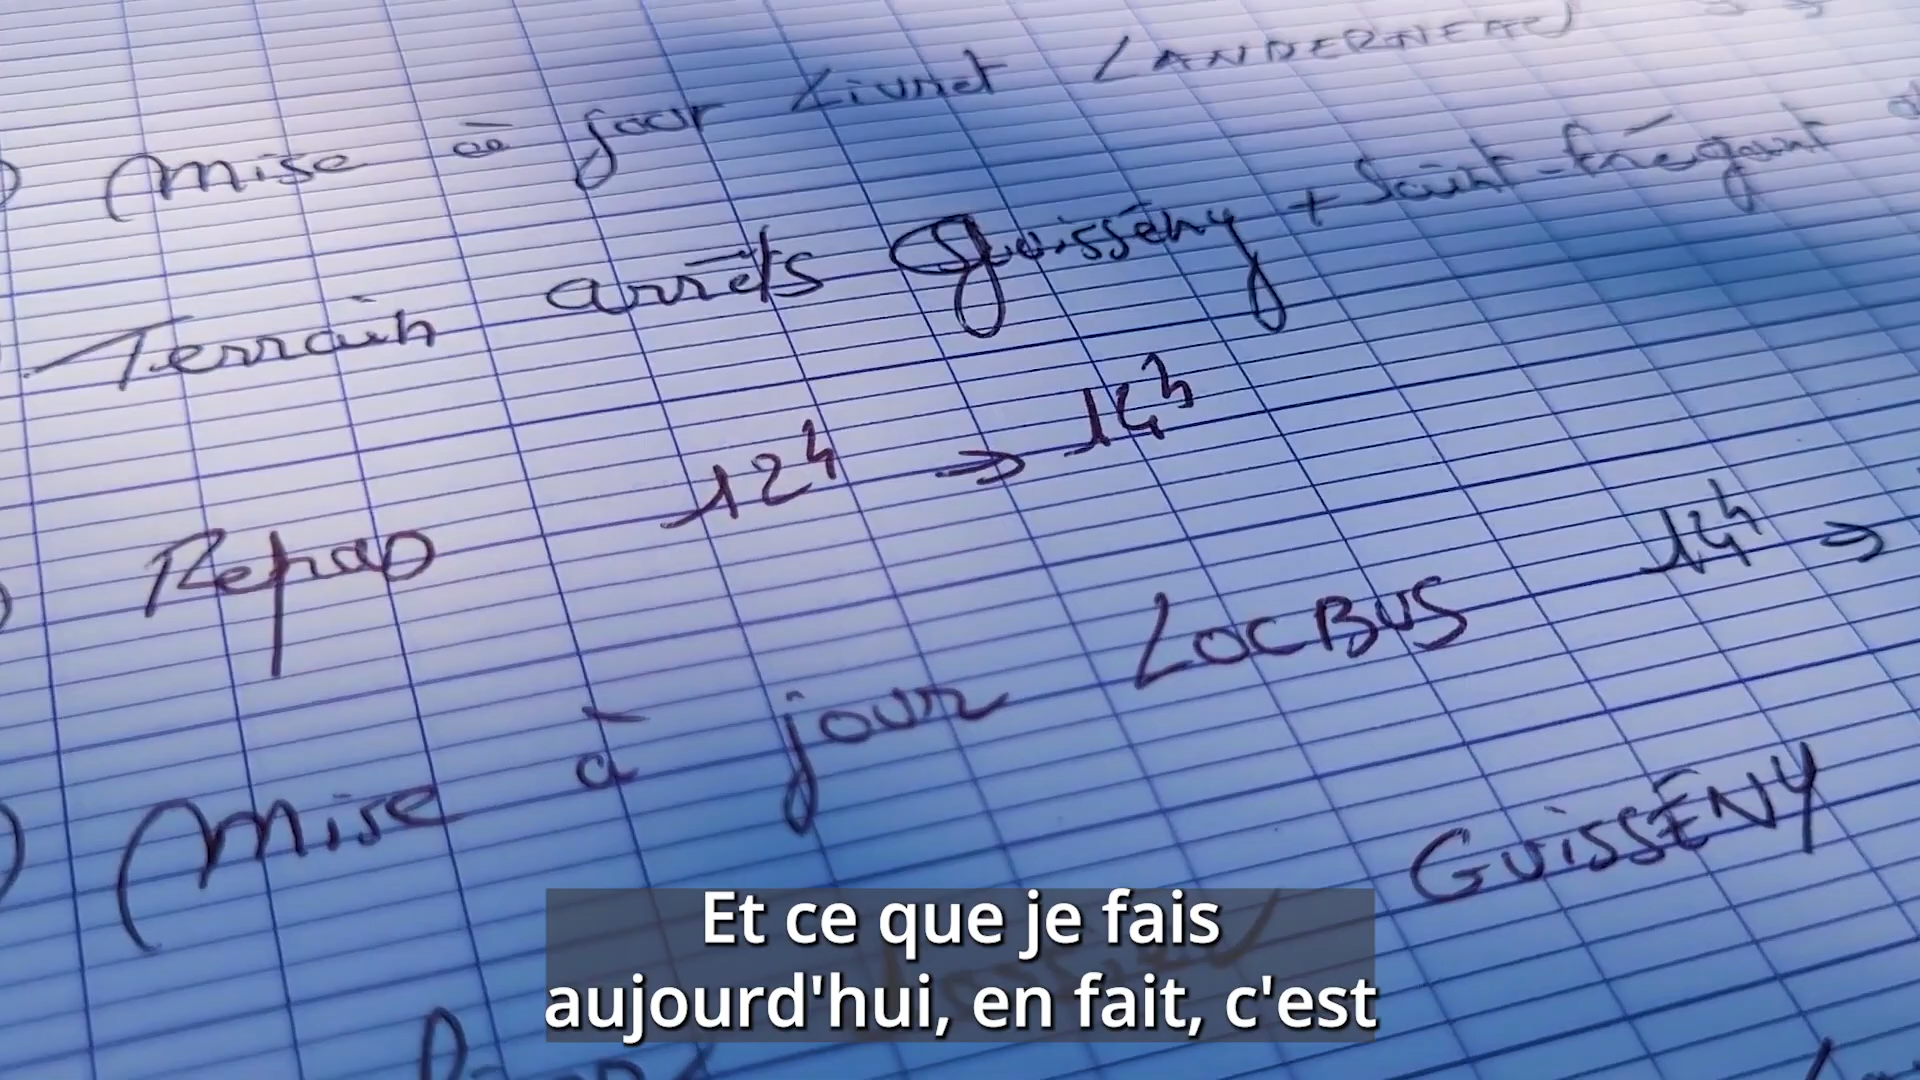 Mise à jour Livret LANDERNEAU
Terrain arrêts Guissény + Saint-Frégant
Repas 12h → 14h
Mise à jour LOCBUS 14h →
GUISSÉNY
Et ce que je fais
aujourd'hui, en fait, c'est